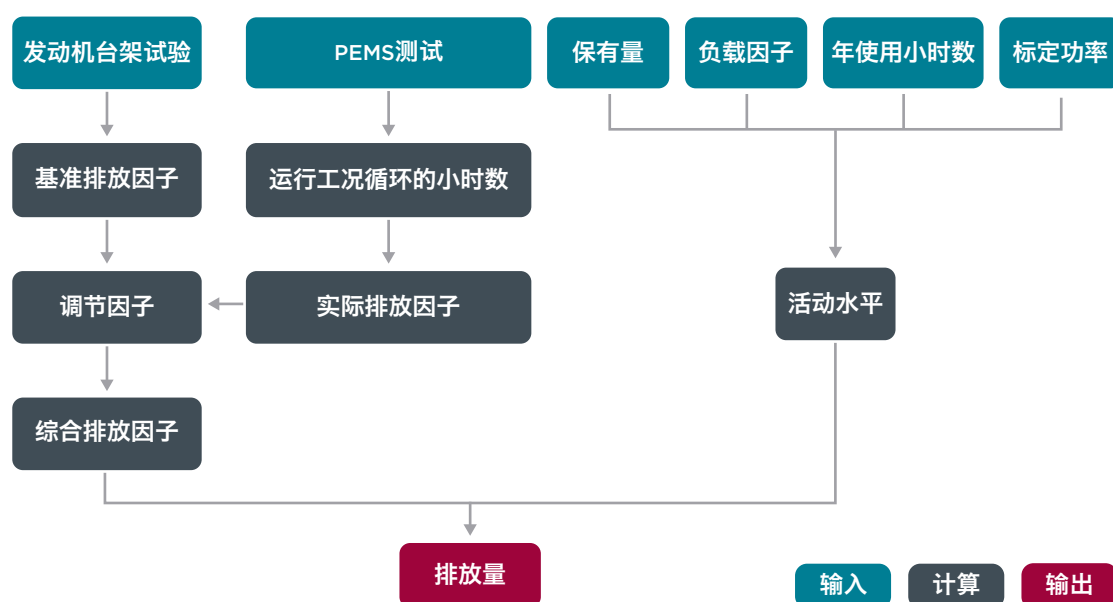 发动机台架试验
PEMS测试
保有量
负载因子
年使用小时数
标定功率
基准排放因子
运行工况循环的小时数
调节因子
实际排放因子
活动水平
综合排放因子
排放量
输入
计算
输出